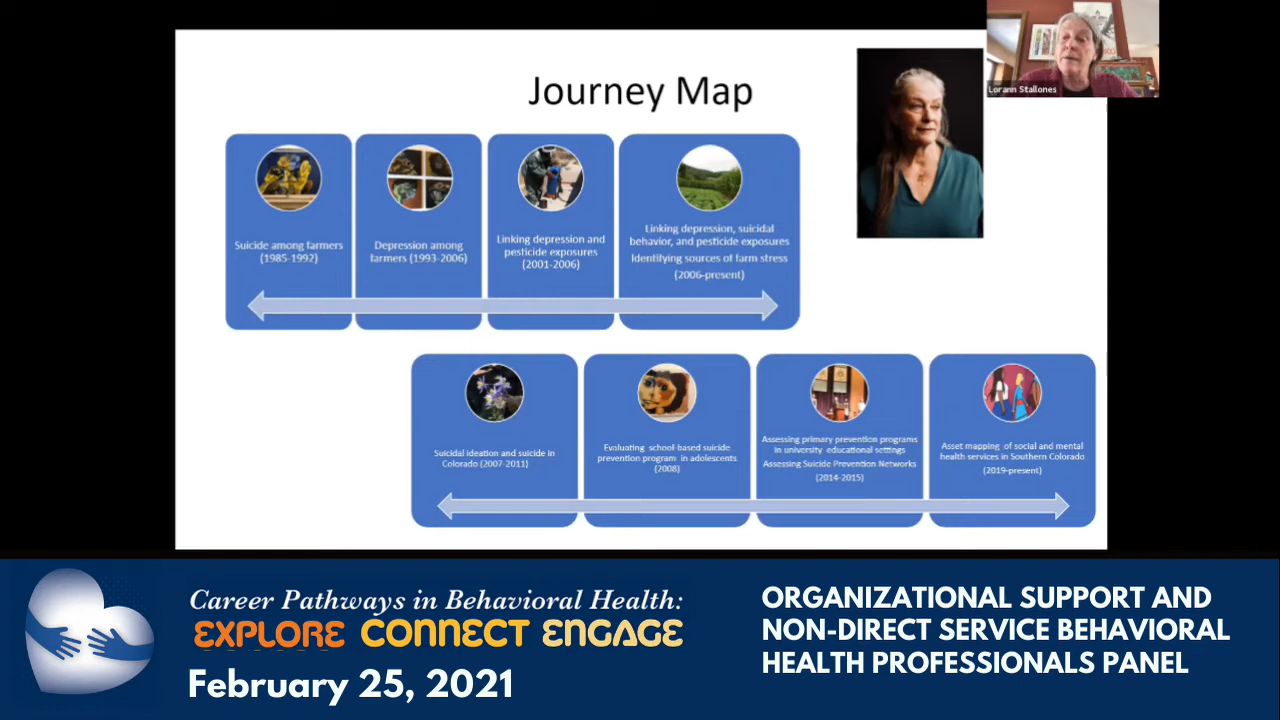 Lorann Stallones
Journey Map
Suicide among farmers
(1985-1992)
Depression among
farmers (1993-2006)
Linking depression and
pesticide exposures
(2001-2006)
Linking depression, suicidal
behavior, and pesticide exposures
Identifying sources of farm stress
(2006-present)
Suicidal ideation and suicide in
Colorado (2007-2011)
Evaluating school-based suicide
prevention program in adolescents
(2008)
Assessing primary prevention programs
in university educational settings
Assessing Suicide Prevention Networks
(2014-2015)
Asset mapping of social and mental
health services in Southern Colorado
(2019-present)
Career Pathways in Behavioral Health:
EXPLORE CONNECT ENGAGE
February 25, 2021
ORGANIZATIONAL SUPPORT AND
NON-DIRECT SERVICE BEHAVIORAL
HEALTH PROFESSIONALS PANEL